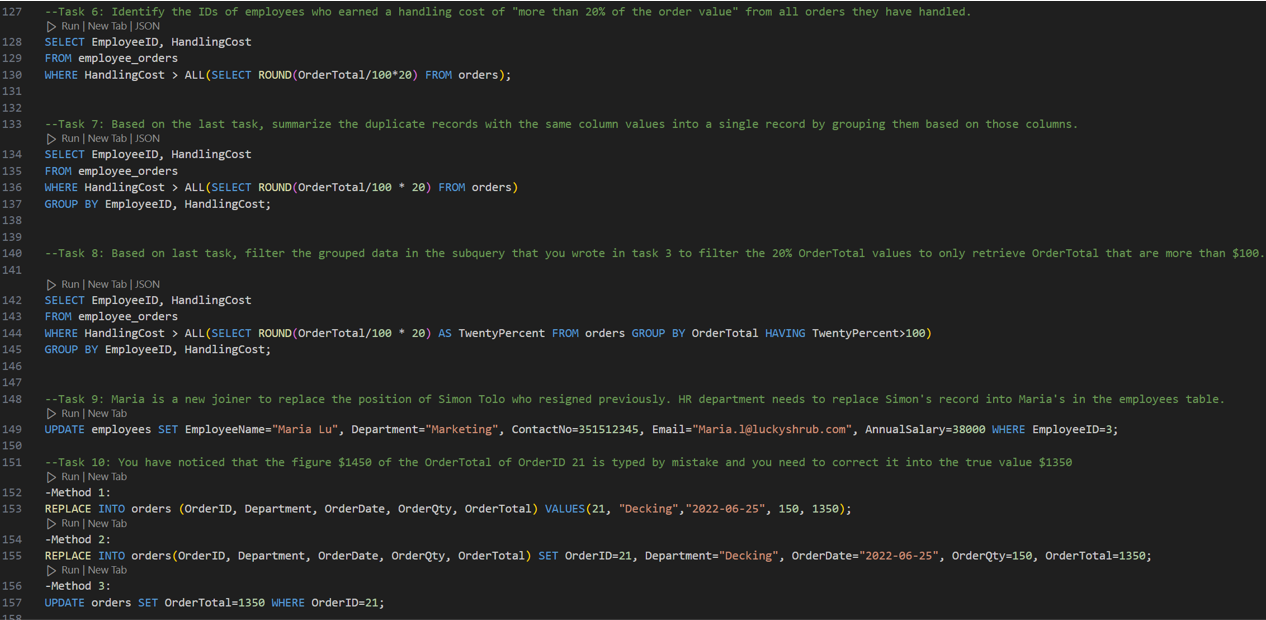 127 --Task 6: Identify the IDs of employees who earned a handling cost of "more than 20% of the order value" from all orders they have handled.
Run | New Tab | JSON
128 SELECT EmployeeID, HandlingCost
129 FROM employee_orders
130 WHERE HandlingCost > ALL(SELECT ROUND(OrderTotal/100*20) FROM orders);
131
132
133 --Task 7: Based on the last task, summarize the duplicate records with the same column values into a single record by grouping them based on those columns.
Run | New Tab | JSON
134 SELECT EmployeeID, HandlingCost
135 FROM employee_orders
136 WHERE HandlingCost > ALL(SELECT ROUND(OrderTotal/100 * 20) FROM orders)
137 GROUP BY EmployeeID, HandlingCost;
138
139
140 --Task 8: Based on last task, filter the grouped data in the subquery that you wrote in task 3 to filter the 20% OrderTotal values to only retrieve OrderTotal that are more than $100.
141
Run | New Tab | JSON
142 SELECT EmployeeID, HandlingCost
143 FROM employee_orders
144 WHERE HandlingCost > ALL(SELECT ROUND(OrderTotal/100 * 20) AS TwentyPercent FROM orders GROUP BY OrderTotal HAVING TwentyPercent>100)
145 GROUP BY EmployeeID, HandlingCost;
146
147
148 --Task 9: Maria is a new joiner to replace the position of Simon Tolo who resigned previously. HR department needs to replace Simon's record into Maria's in the employees table.
Run | New Tab
149 UPDATE employees SET EmployeeName="Maria Lu", Department="Marketing", ContactNo=351512345, Email="Maria.l@luckyshrub.com", AnnualSalary=38000 WHERE EmployeeID=3;
150
151 --Task 10: You have noticed that the figure $1450 of the OrderTotal of OrderID 21 is typed by mistake and you need to correct it into the true value $1350
Run | New Tab
152 -Method 1:
153 REPLACE INTO orders (OrderID, Department, OrderDate, OrderQty, OrderTotal) VALUES(21, "Decking","2022-06-25", 150, 1350);
Run | New Tab
154 -Method 2:
155 REPLACE INTO orders(OrderID, Department, OrderDate, OrderQty, OrderTotal) SET OrderID=21, Department="Decking", OrderDate="2022-06-25", OrderQty=150, OrderTotal=1350;
Run | New Tab
156 -Method 3:
157 UPDATE orders SET OrderTotal=1350 WHERE OrderID=21;
158